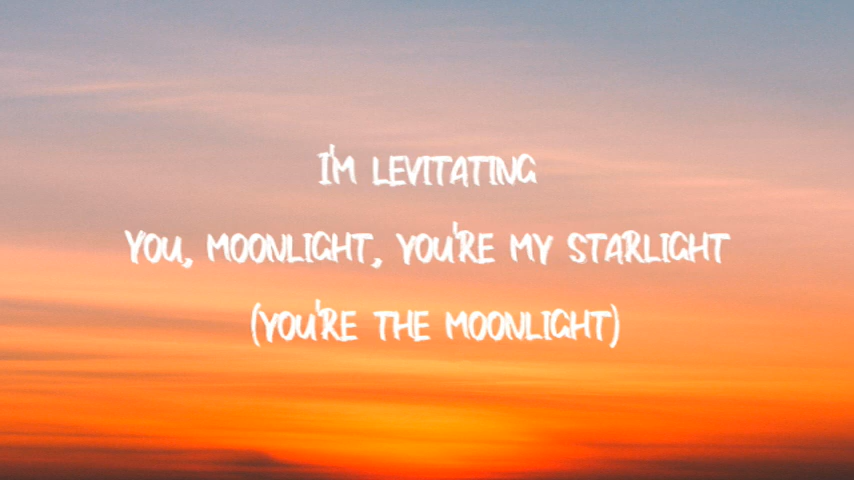 I'M LEVITATING
YOU, MOONLIGHT, YOU'RE MY STARLIGHT
(YOU'RE THE MOONLIGHT)